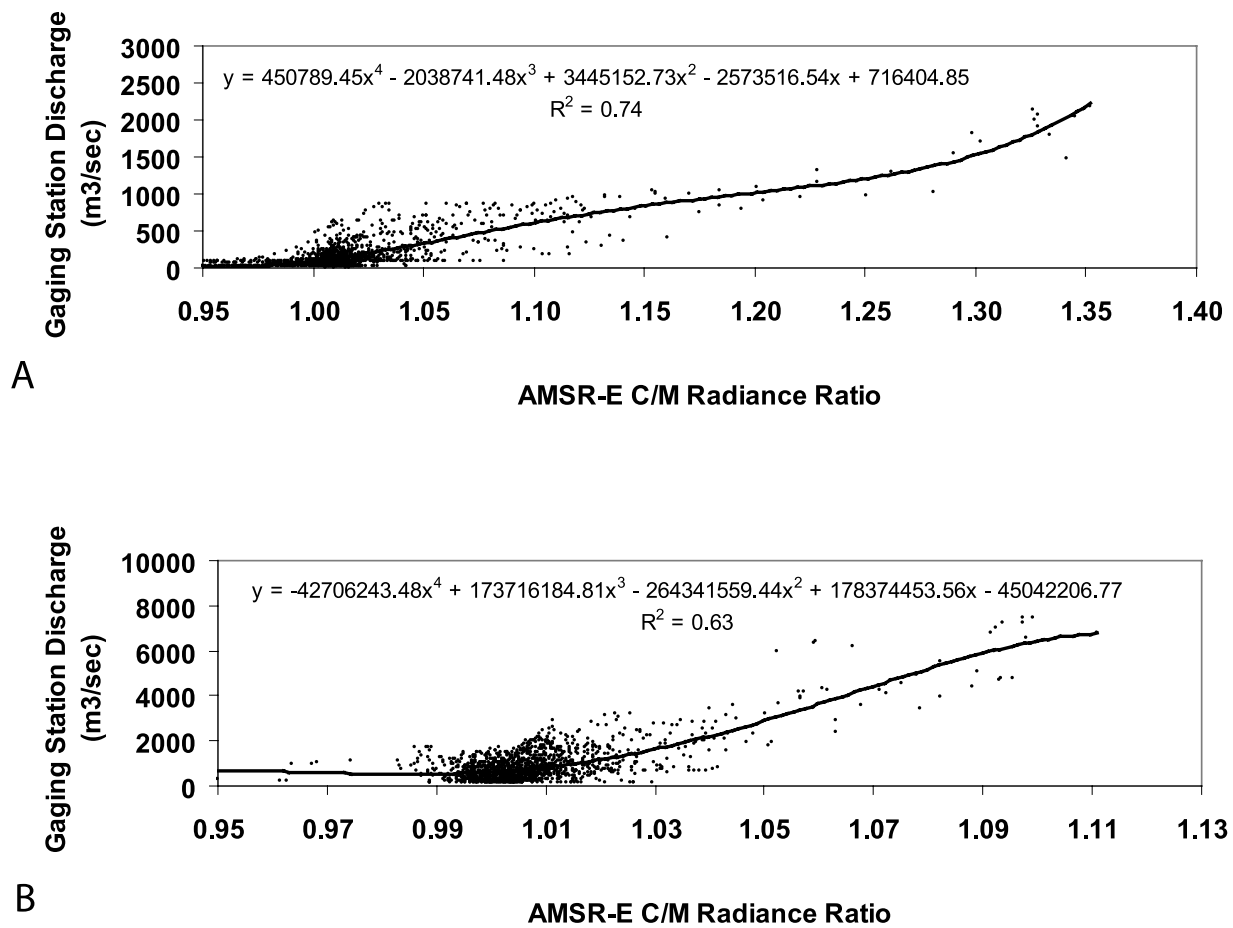 Gaging Station Discharge
(m3/sec)
3000
2500
2000
1500
1000
500
0
y = 450789.45x⁴ - 2038741.48x³ + 3445152.73x² - 2573516.54x + 716404.85
R² = 0.74
0.95 1.00 1.05 1.10 1.15 1.20 1.25 1.30 1.35 1.40
A
AMSR-E C/M Radiance Ratio
Gaging Station Discharge
(m3/sec)
10000
8000
6000
4000
2000
0
y = -42706243.48x⁴ + 173716184.81x³ - 264341559.44x² + 178374453.56x - 45042206.77
R² = 0.63
0.95 0.97 0.99 1.01 1.03 1.05 1.07 1.09 1.11 1.13
B
AMSR-E C/M Radiance Ratio